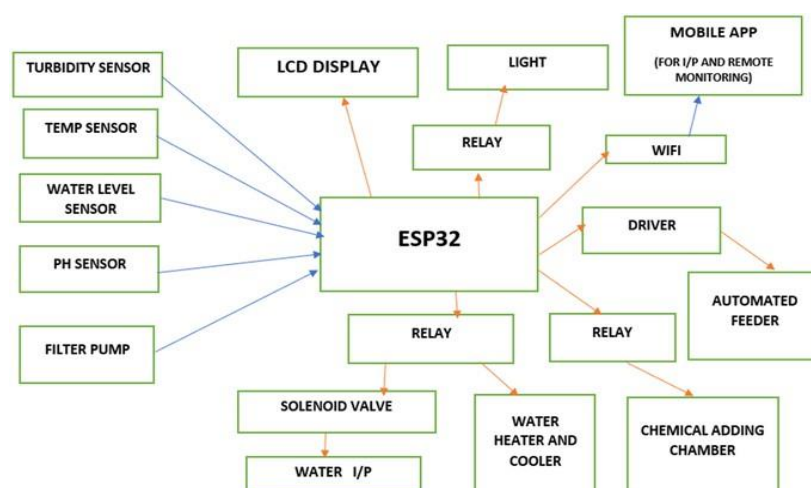 TURBIDITY SENSOR
TEMP SENSOR
WATER LEVEL
SENSOR
PH SENSOR
FILTER PUMP
LCD DISPLAY
LIGHT
RELAY
MOBILE APP
(FOR I/P AND REMOTE
MONITORING)
WIFI
ESP32
DRIVER
AUTOMATED
FEEDER
RELAY
SOLENOID VALVE
WATER I/P
WATER
HEATER AND
COOLER
RELAY
CHEMICAL ADDING
CHAMBER